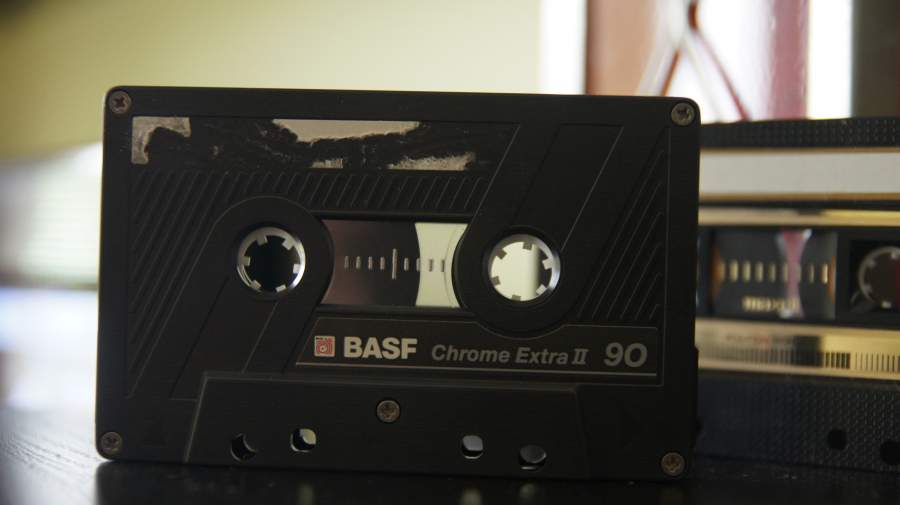 BASF Chrome Extra II 90
maxell